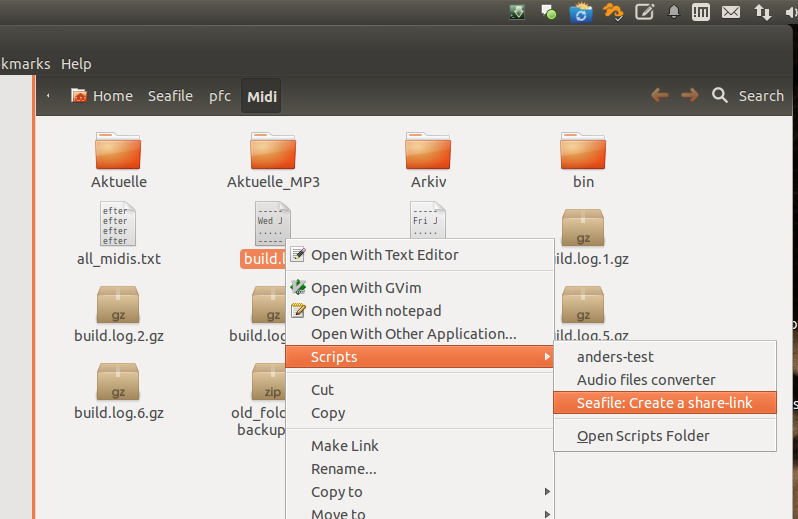 kmarks Help
Home Seafile pfc Midi Search
Aktuelle Aktuelle_MP3 Arkiv bin
efter
efter
efter
efter
-----
Wed J
.....
-----
-----
Fri J
.....
gz
all_midis.txt build.l ild.log.1.gz
Open With Text Editor
Open With GVim
Open With notepad
Open With Other Application...
Scripts
Cut
Copy
Make Link
Rename...
Copy to
Move to
gz
gz
gz
build.log.2.gz build.log ild.log.5.gz
anders-test
Audio files converter
Seafile: Create a share-link
Open Scripts Folder
gz
zip
build.log.6.gz old_fold
backup